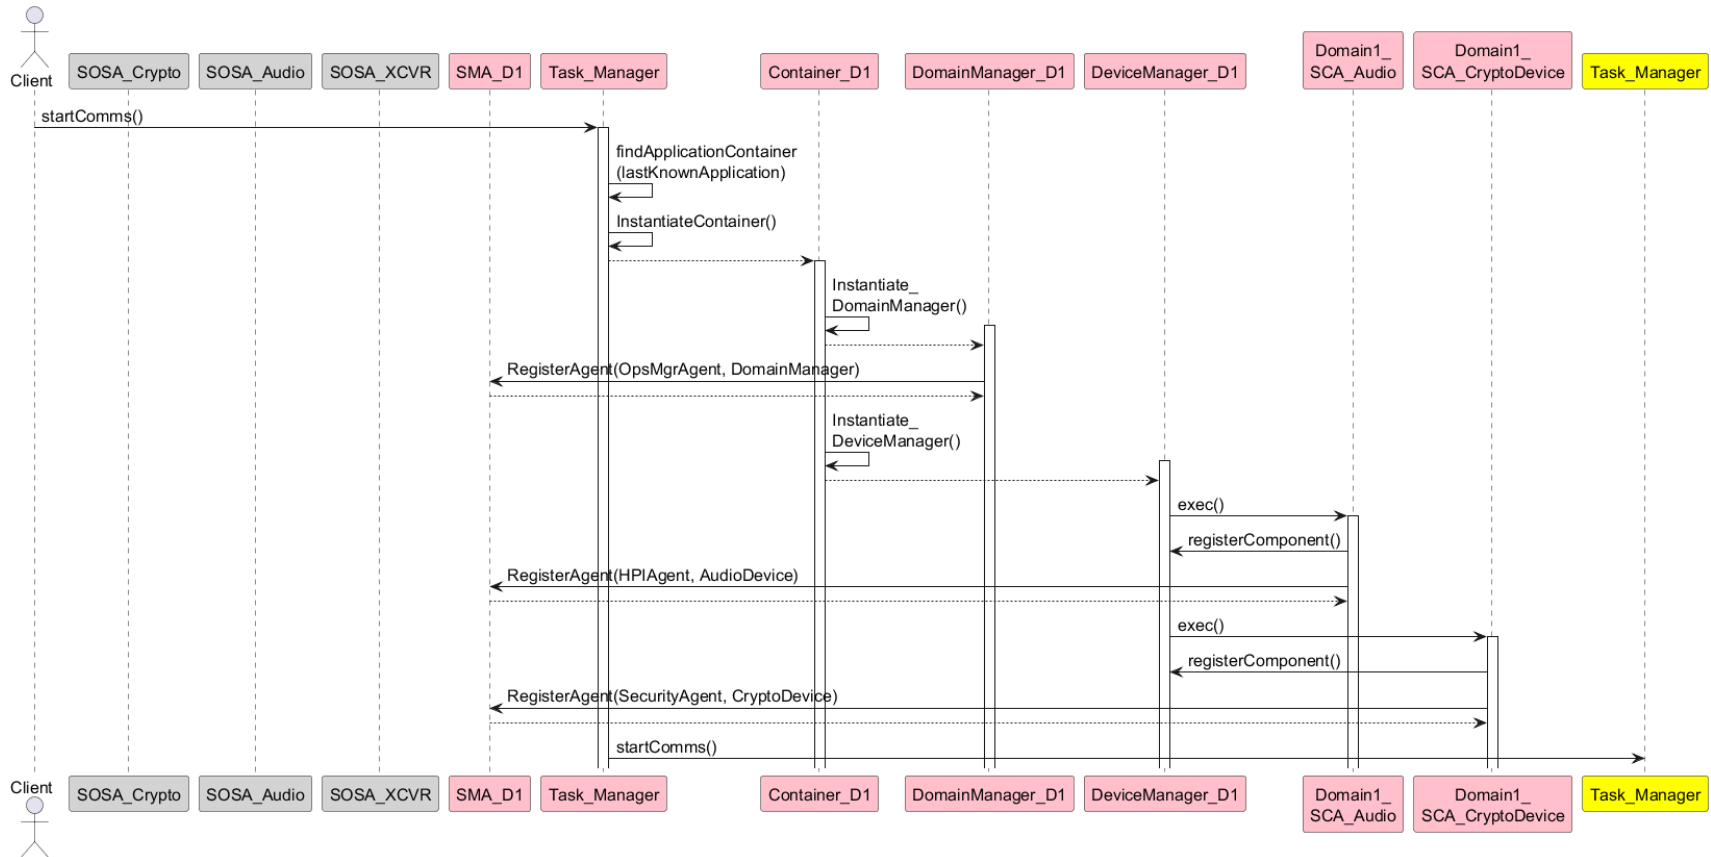 Client
SOSA_Crypto
SOSA_Audio
SOSA_XCVR
SMA_D1
Task_Manager
Container_D1
DomainManager_D1
DeviceManager_D1
Domain1_
SCA_Audio
Domain1_
SCA_CryptoDevice
Task_Manager
startComms()
findApplicationContainer
(lastKnownApplication)
InstantiateContainer()
Instantiate_
DomainManager()
RegisterAgent(OpsMgrAgent, DomainManager)
Instantiate_
DeviceManager()
exec()
registerComponent()
RegisterAgent(HPIAgent, AudioDevice)
exec()
registerComponent()
RegisterAgent(SecurityAgent, CryptoDevice)
startComms()
Client
SOSA_Crypto
SOSA_Audio
SOSA_XCVR
SMA_D1
Task_Manager
Container_D1
DomainManager_D1
DeviceManager_D1
Domain1_
SCA_Audio
Domain1_
SCA_CryptoDevice
Task_Manager